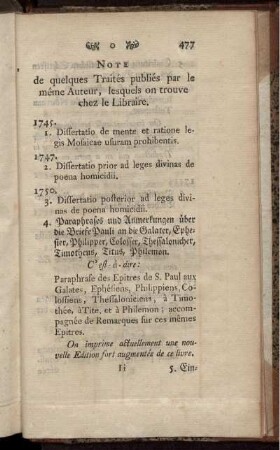 o 477
NOTE
de quelques Traités publiés par le
même Auteur, lesquels on trouve
chez le Libraire.
1745.
1. Dissertatio de mente et ratione le-
gis Mosaicae usuram prohibentis.
1747.
2. Dissertatio prior ad leges divinas de
poena homicidii.
1750.
3. Dissertatio posterior ad leges divi-
nas de poena homicidii.
4. Paraphrases und Anmerkungen über
die Briefe Pauli an die Galater, Ephe-
sier, Philipper, Colosser, Thessalonicher,
Timotheus, Titus, Philemon.
C'est à-dire:
Paraphrase des Epitres de S. Paul aux
Galates, Ephésiens, Philippiens, Co-
lossiens, Thessaloniciens, à Timo-
thée, à Tite, et à Philemon; accom-
pagnée de Remarques sur ces mêmes
Epitres.
On imprime actuellement une nou-
velle Edition fort augmentée de ce livre.
Ii 5. Ein-